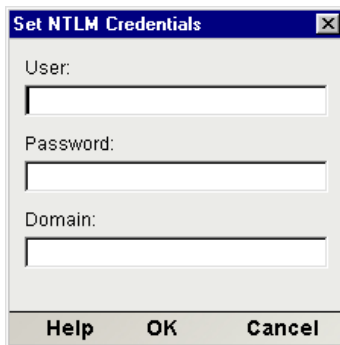 Set NTLM Credentials
User:
Password:
Domain:
Help OK Cancel